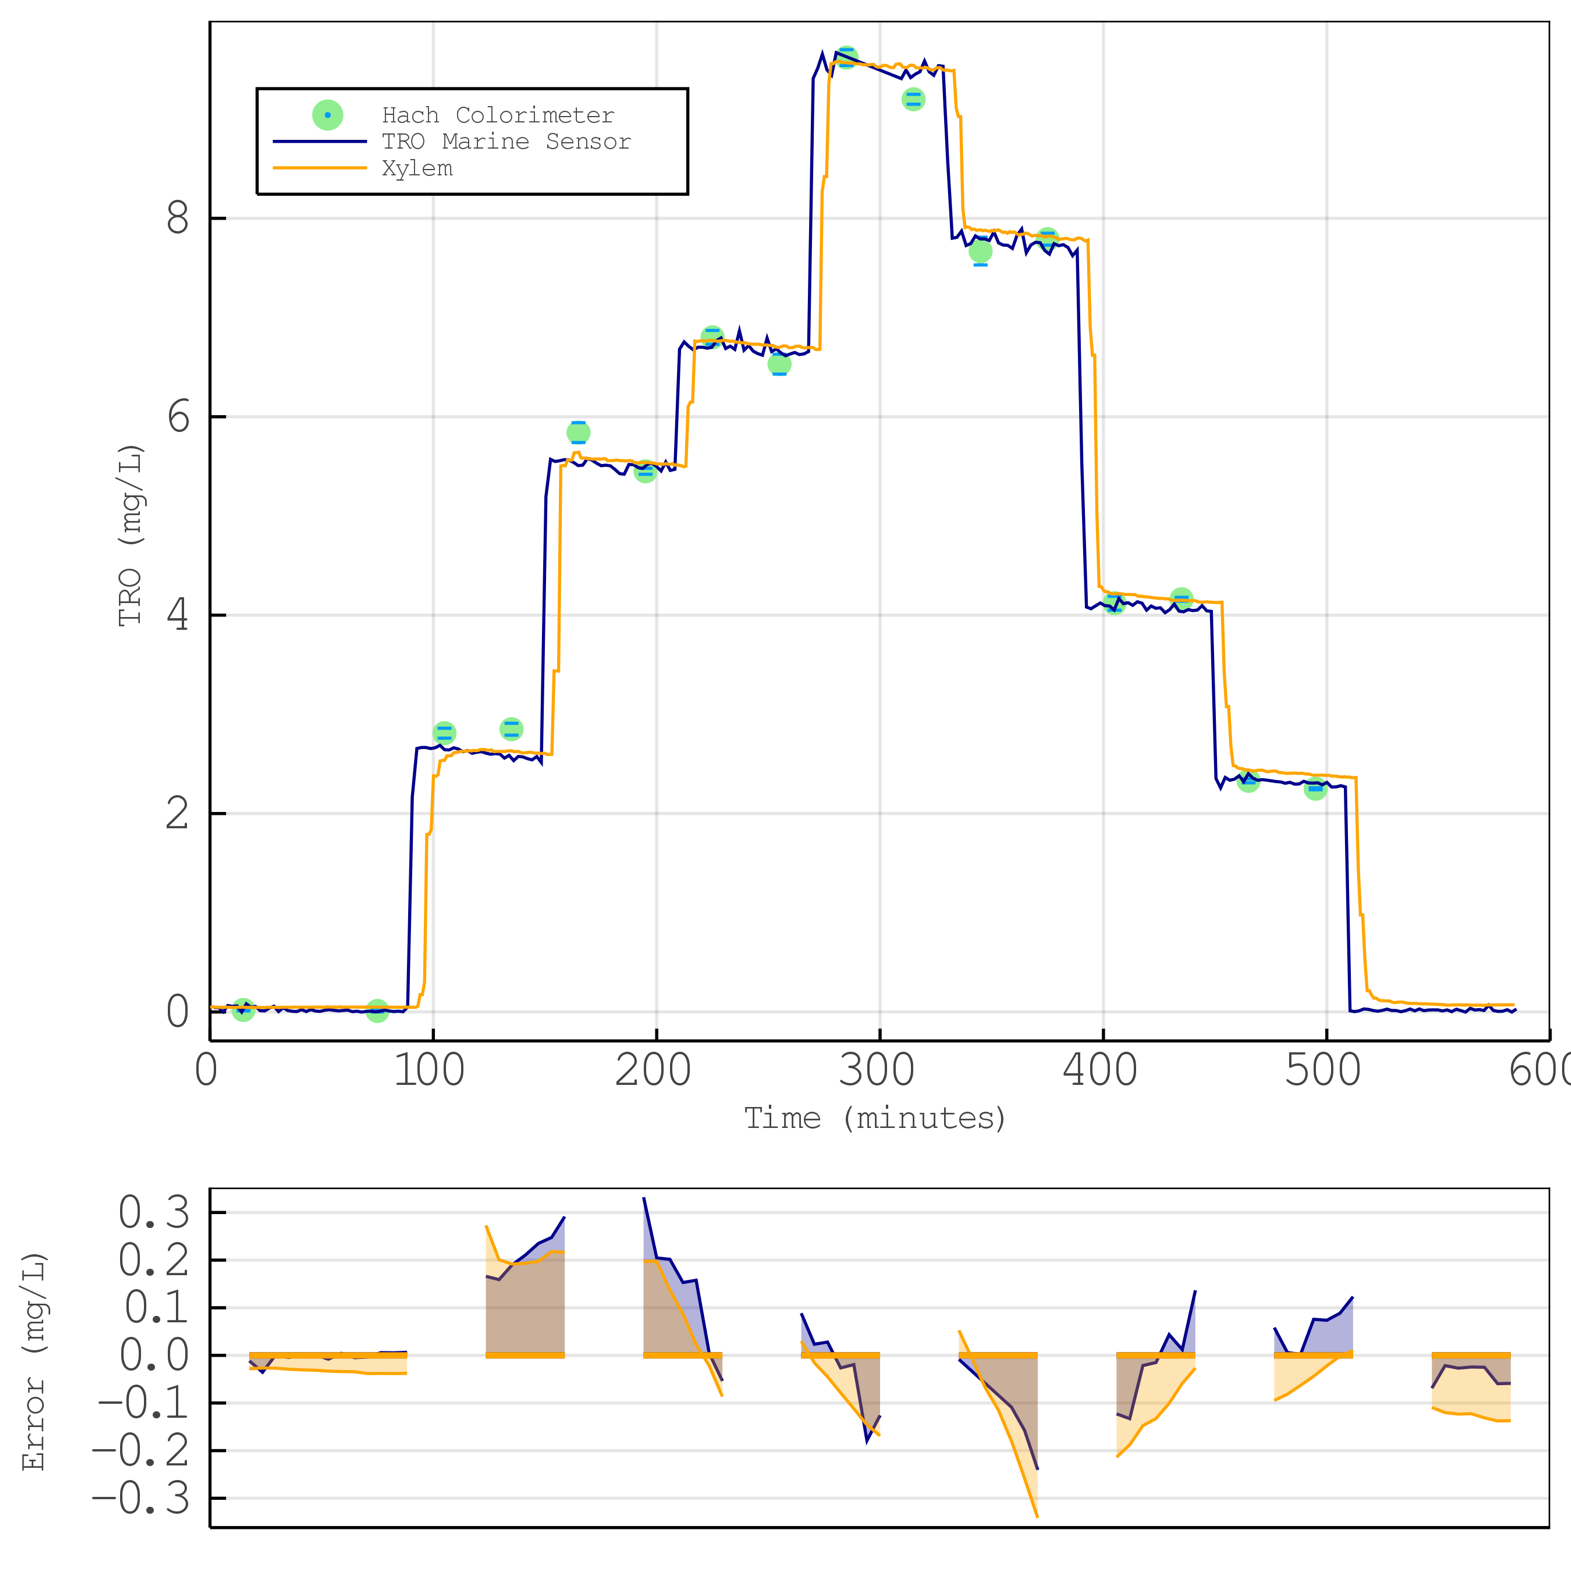 Hach Colorimeter
TRO Marine Sensor
Xylem
8
6
4
2
0
TRO (mg/L)
0 100 200 300 400 500 600
Time (minutes)
0.3
0.2
0.1
0.0
−0.1
−0.2
−0.3
Error (mg/L)